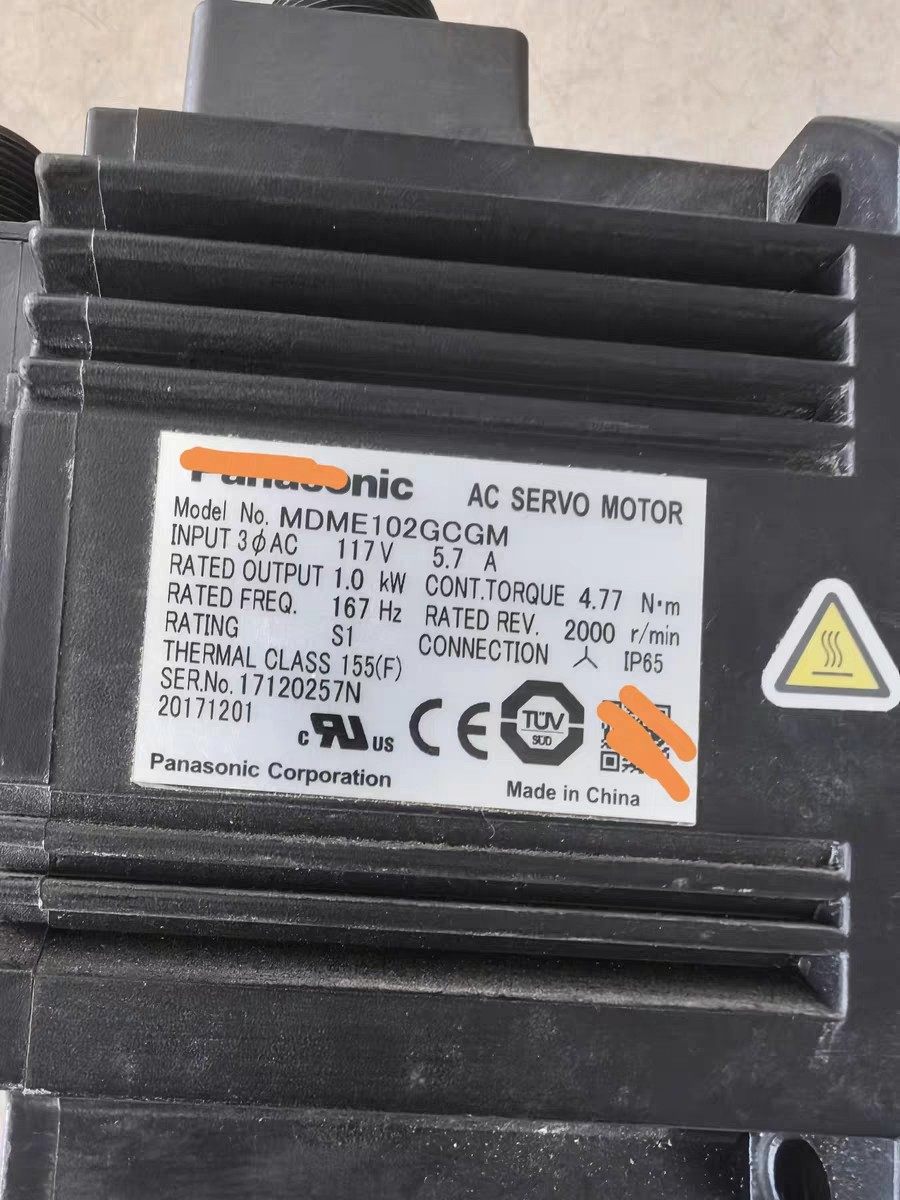 Panasonic AC SERVO MOTOR
Model No. MDME102GCGM
INPUT 3ϕAC 117V 5.7 A
RATED OUTPUT 1.0 kW CONT.TORQUE 4.77 N·m
RATED FREQ. 167 Hz RATED REV. 2000 r/min
RATING S1 CONNECTION 人 IP65
THERMAL CLASS 155(F)
SER.No.17120257N
20171201
c RU US CE TÜV SÜD
Panasonic Corporation Made in China